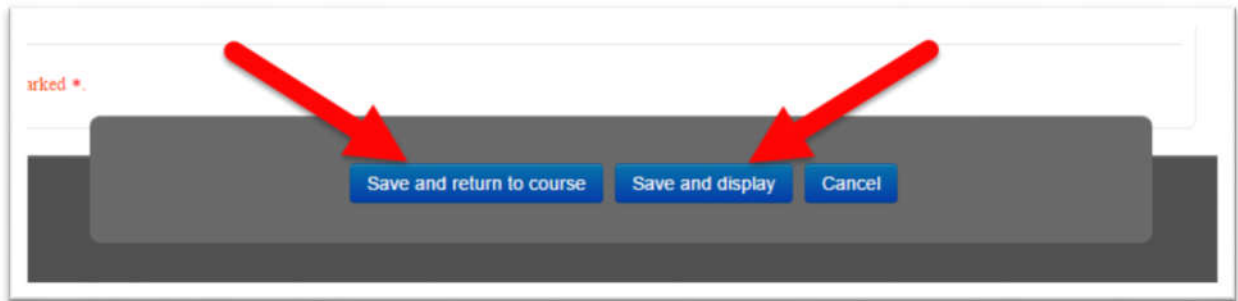 arked *.
Save and return to course
Save and display
Cancel